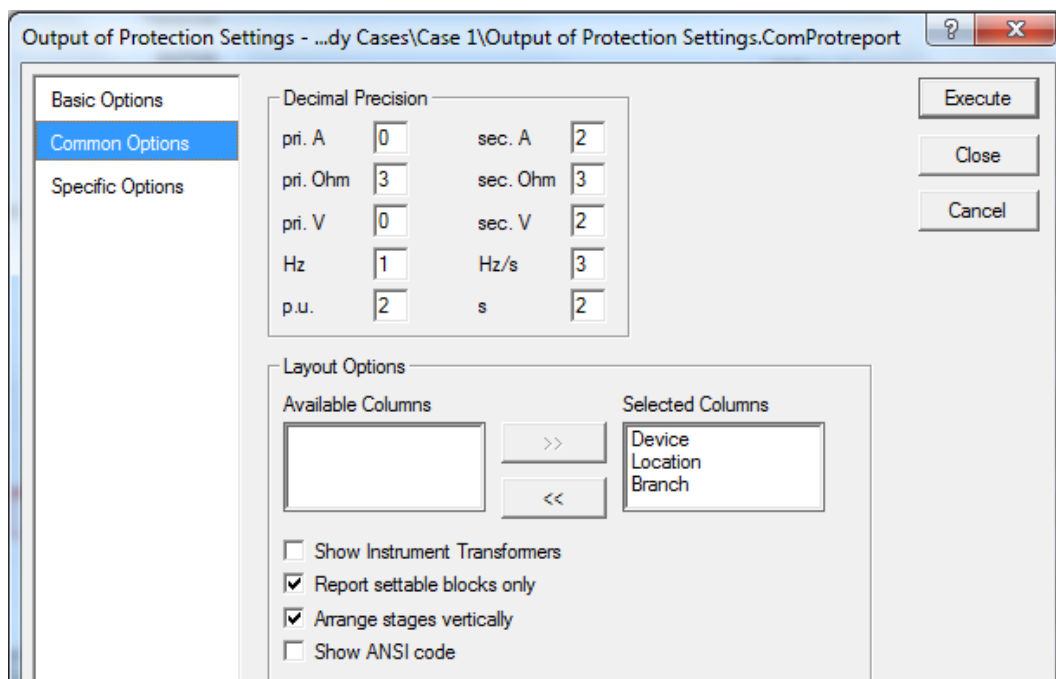 Output of Protection Settings - ...dy Cases\Case 1\Output of Protection Settings.ComProtreport
? X
Basic Options
Common Options
Specific Options
Decimal Precision
pri. A 0 sec. A 2
pri. Ohm 3 sec. Ohm 3
pri. V 0 sec. V 2
Hz 1 Hz/s 3
p.u. 2 s 2
Layout Options
Available Columns
>>
<<
Selected Columns
Device
Location
Branch
Show Instrument Transformers
Report settable blocks only
Arrange stages vertically
Show ANSI code
Execute
Close
Cancel